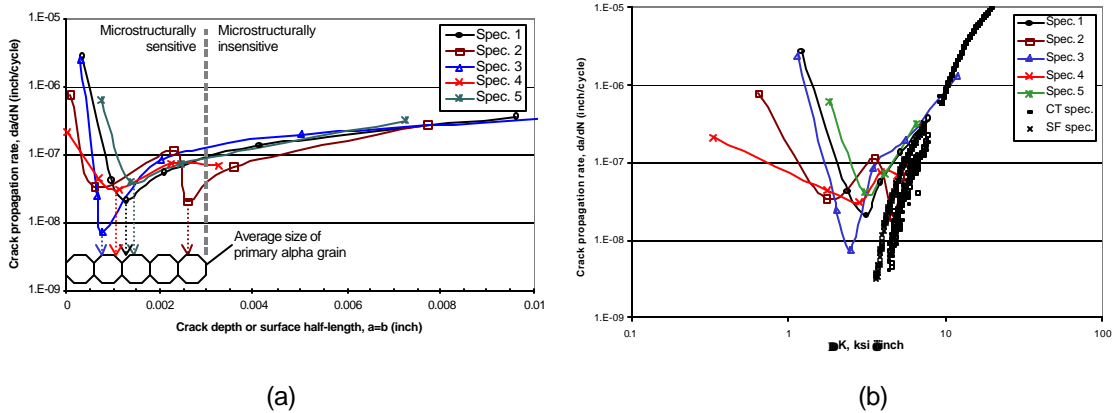 (a)
1.E-05
1.E-06
1.E-07
1.E-08
1.E-09
Crack propagation rate, da/dN (inch/cycle)
Microstructurally sensitive
Microstructurally insensitive
Spec. 1
Spec. 2
Spec. 3
Spec. 4
Spec. 5
Average size of primary alpha grain
0
0.002
0.004
0.006
0.008
0.01
Crack depth or surface half-length, a=b (inch)
(a)
(b)
1.E-05
1.E-06
1.E-07
1.E-08
1.E-09
Crack propagation rate, da/dN (inch/cycle)
Spec. 1
Spec. 2
Spec. 3
Spec. 4
Spec. 5
CT spec.
SF spec.
0.1
1
10
100
K, ksi inch
(b)